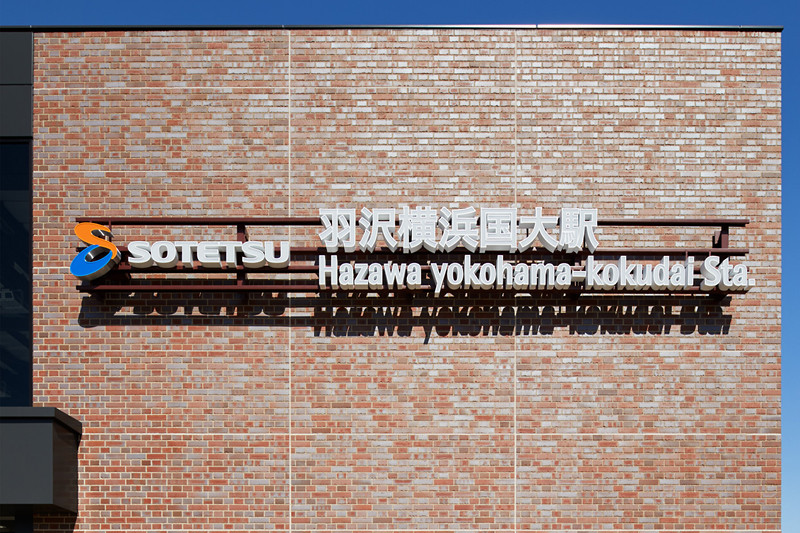 SOTETSU
羽沢横浜国大駅
Hazawa yokohama-kokudai Sta.